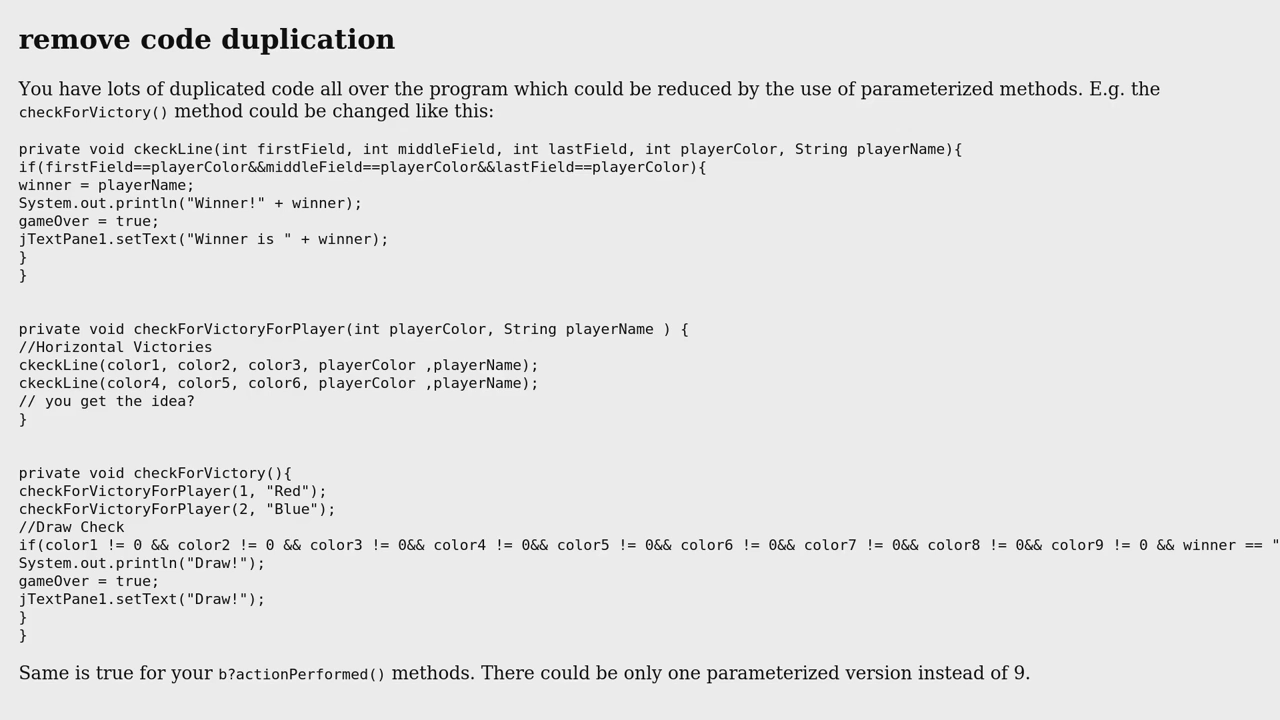 remove code duplication
You have lots of duplicated code all over the program which could be reduced by the use of parameterized methods. E.g. the
checkForVictory() method could be changed like this:
private void ckeckLine(int firstField, int middleField, int lastField, int playerColor, String playerName){
if(firstField==playerColor&&middleField==playerColor&&lastField==playerColor){
winner = playerName;
System.out.println("Winner!" + winner);
gameOver = true;
jTextPane1.setText("Winner is " + winner);
}
}
private void checkForVictoryForPlayer(int playerColor, String playerName ) {
//Horizontal Victories
ckeckLine(color1, color2, color3, playerColor ,playerName);
ckeckLine(color4, color5, color6, playerColor ,playerName);
// you get the idea?
}
private void checkForVictory(){
checkForVictoryForPlayer(1, "Red");
checkForVictoryForPlayer(2, "Blue");
//Draw Check
if(color1 != 0 && color2 != 0 && color3 != 0&& color4 != 0&& color5 != 0&& color6 != 0&& color7 != 0&& color8 != 0&& color9 != 0 && winner == "
System.out.println("Draw!");
gameOver = true;
jTextPane1.setText("Draw!");
}
}
Same is true for your b?actionPerformed() methods. There could be only one parameterized version instead of 9.